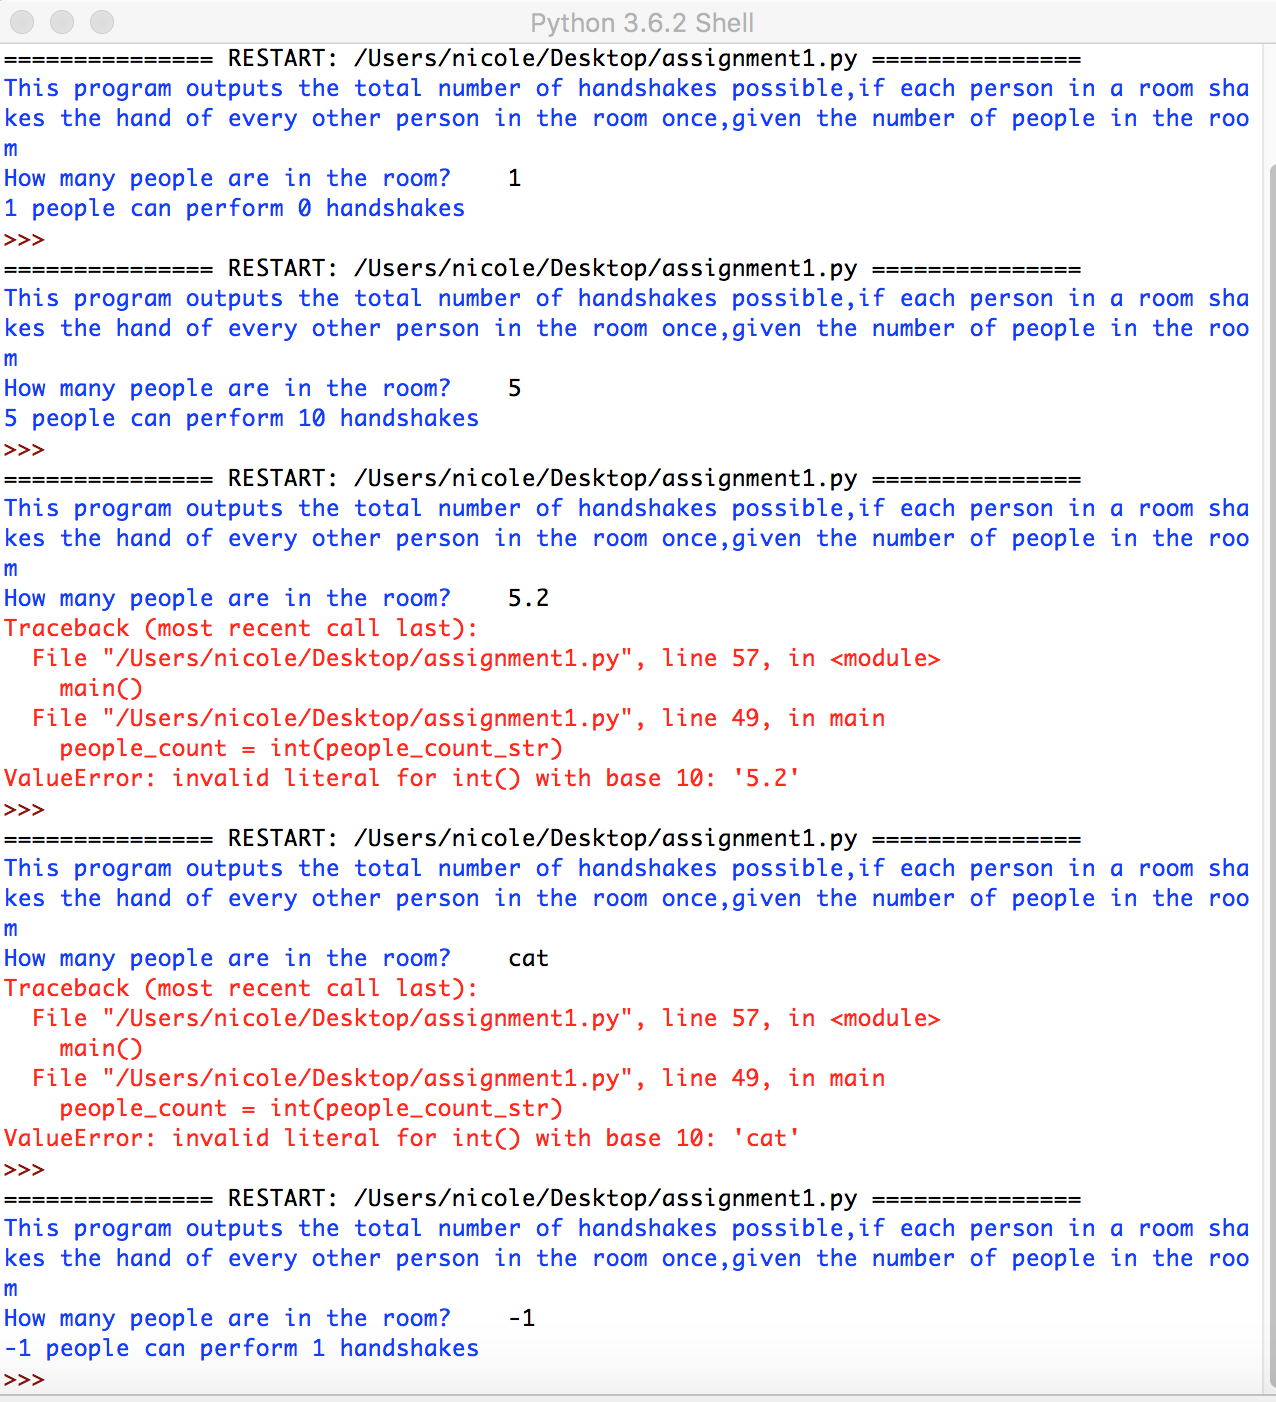 Python 3.6.2 Shell
=============== RESTART: /Users/nicole/Desktop/assignment1.py ===============
This program outputs the total number of handshakes possible,if each person in a room sha
kes the hand of every other person in the room once,given the number of people in the roo
m
How many people are in the room?    1
1 people can perform 0 handshakes
>>>
=============== RESTART: /Users/nicole/Desktop/assignment1.py ===============
This program outputs the total number of handshakes possible,if each person in a room sha
kes the hand of every other person in the room once,given the number of people in the roo
m
How many people are in the room?    5
5 people can perform 10 handshakes
>>>
=============== RESTART: /Users/nicole/Desktop/assignment1.py ===============
This program outputs the total number of handshakes possible,if each person in a room sha
kes the hand of every other person in the room once,given the number of people in the roo
m
How many people are in the room?    5.2
Traceback (most recent call last):
  File "/Users/nicole/Desktop/assignment1.py", line 57, in <module>
    main()
  File "/Users/nicole/Desktop/assignment1.py", line 49, in main
    people_count = int(people_count_str)
ValueError: invalid literal for int() with base 10: '5.2'
>>>
=============== RESTART: /Users/nicole/Desktop/assignment1.py ===============
This program outputs the total number of handshakes possible,if each person in a room sha
kes the hand of every other person in the room once,given the number of people in the roo
m
How many people are in the room?    cat
Traceback (most recent call last):
  File "/Users/nicole/Desktop/assignment1.py", line 57, in <module>
    main()
  File "/Users/nicole/Desktop/assignment1.py", line 49, in main
    people_count = int(people_count_str)
ValueError: invalid literal for int() with base 10: 'cat'
>>>
=============== RESTART: /Users/nicole/Desktop/assignment1.py ===============
This program outputs the total number of handshakes possible,if each person in a room sha
kes the hand of every other person in the room once,given the number of people in the roo
m
How many people are in the room?    -1
-1 people can perform 1 handshakes
>>>